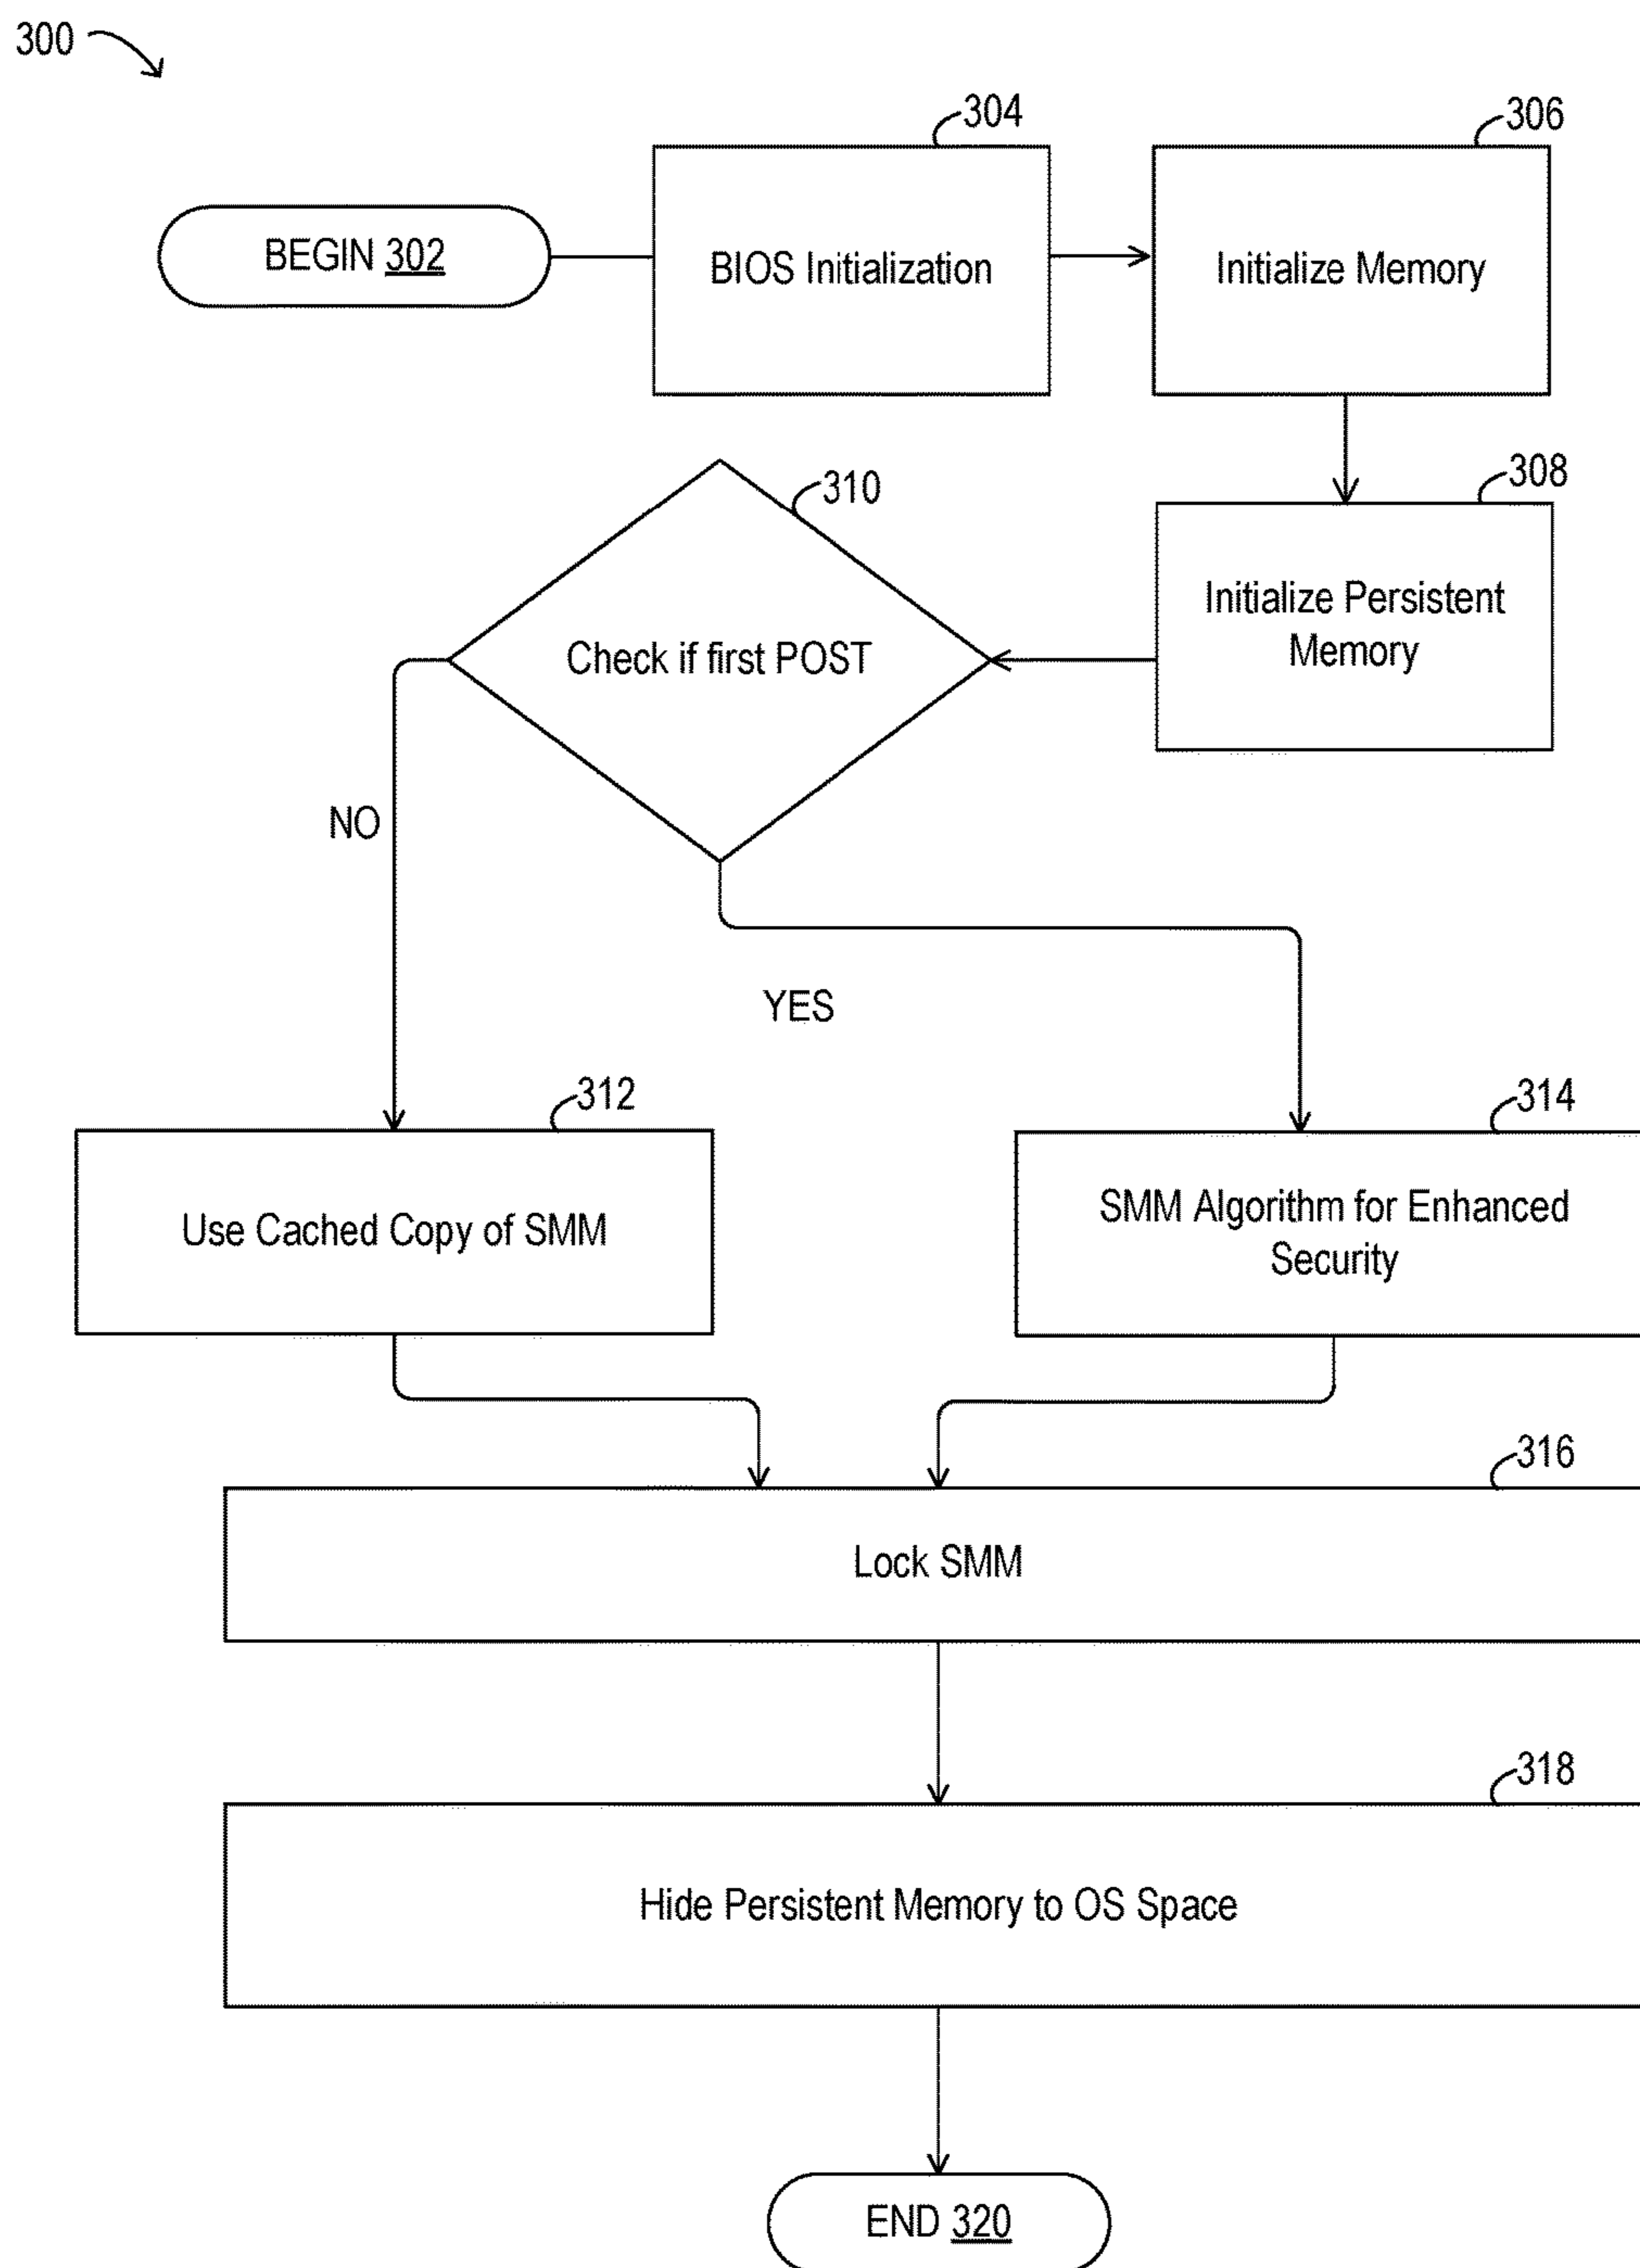 300
304
306
BEGIN 302
BIOS Initialization
Initialize Memory
308
310
Initialize Persistent
Memory
Check if first POST
NO
YES
312
314
Use Cached Copy of SMM
SMM Algorithm for Enhanced
Security
316
Lock SMM
318
Hide Persistent Memory to OS Space
END 320